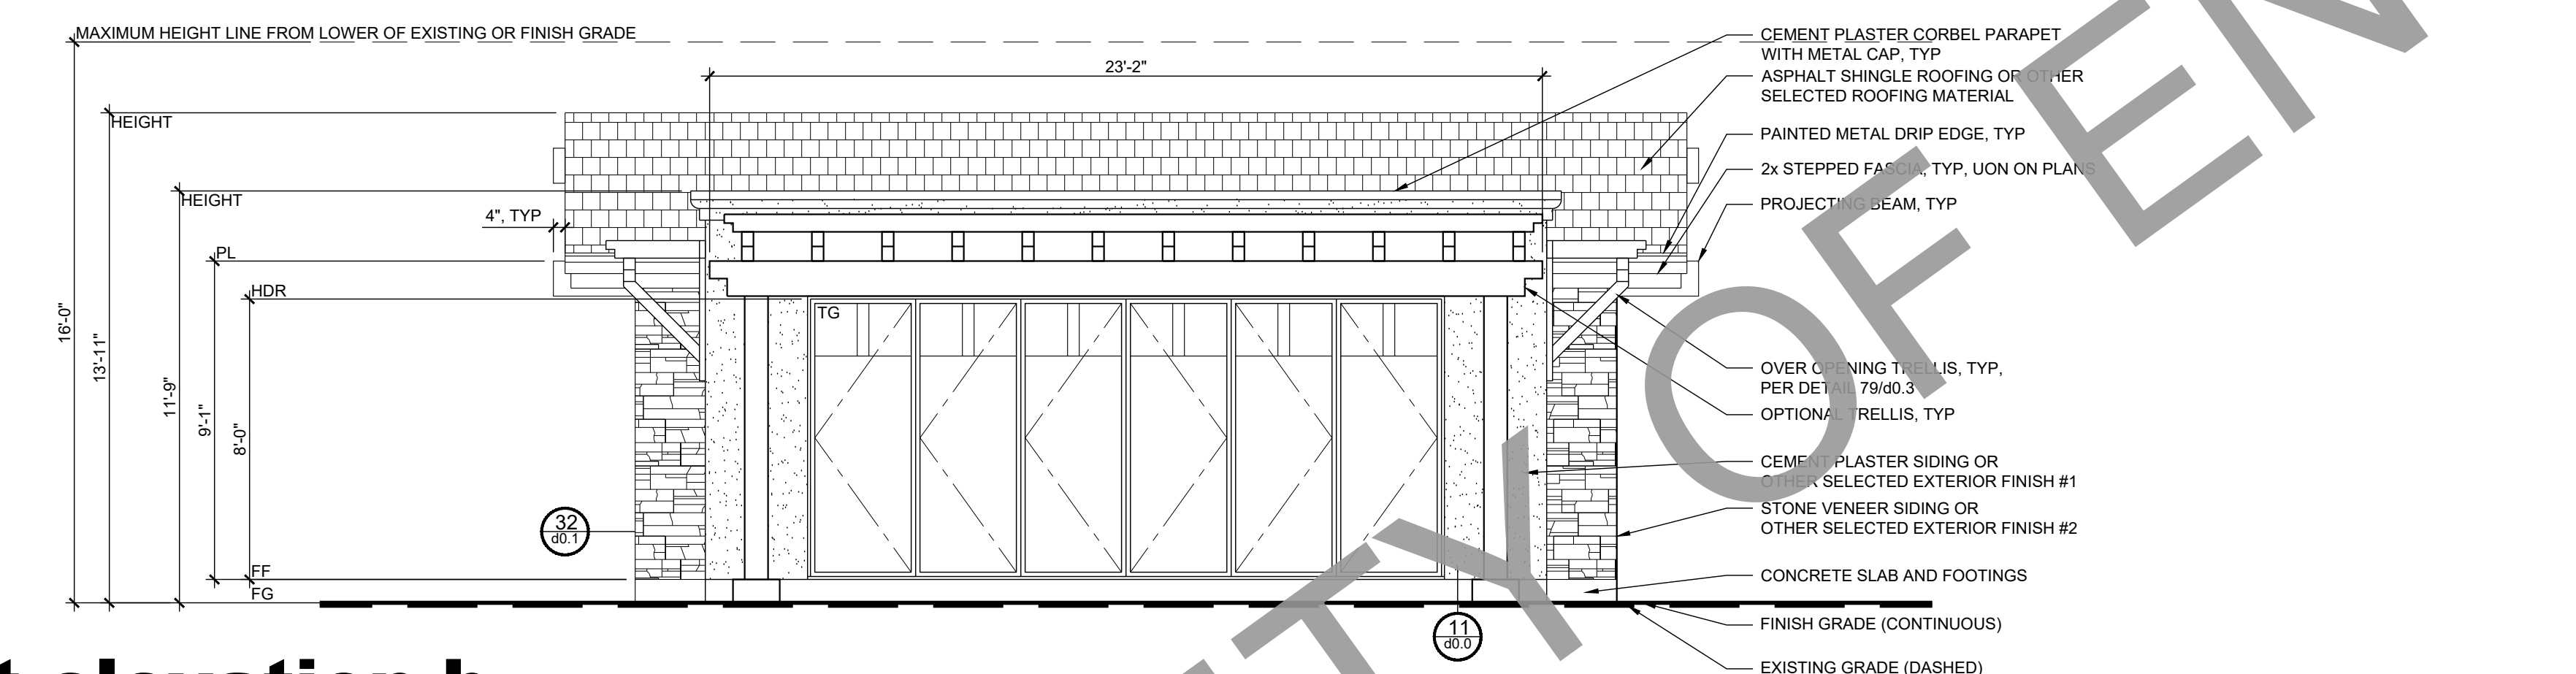 MAXIMUM HEIGHT LINE FROM LOWER OF EXISTING OR FINISH GRADE
23'-2"
HEIGHT
HEIGHT
4", TYP
PL
HDR
TG
16'-0"
13'-11"
11'-9"
9'-1"
8'-0"
FF
FG
32
d0.1
11
d0.0
CEMENT PLASTER CORBEL PARAPET
WITH METAL CAP, TYP
ASPHALT SHINGLE ROOFING OR OTHER
SELECTED ROOFING MATERIAL
PAINTED METAL DRIP EDGE, TYP
2x STEPPED FASCIA, TYP, UON ON PLANS
PROJECTING BEAM, TYP
OVER OPENING TRELLIS, TYP,
PER DETAIL 79/d0.3
OPTIONAL TRELLIS, TYP
CEMENT PLASTER SIDING OR
OTHER SELECTED EXTERIOR FINISH #1
STONE VENEER SIDING OR
OTHER SELECTED EXTERIOR FINISH #2
CONCRETE SLAB AND FOOTINGS
FINISH GRADE (CONTINUOUS)
EXISTING GRADE (DASHED)
t elevation b
TY OF EN